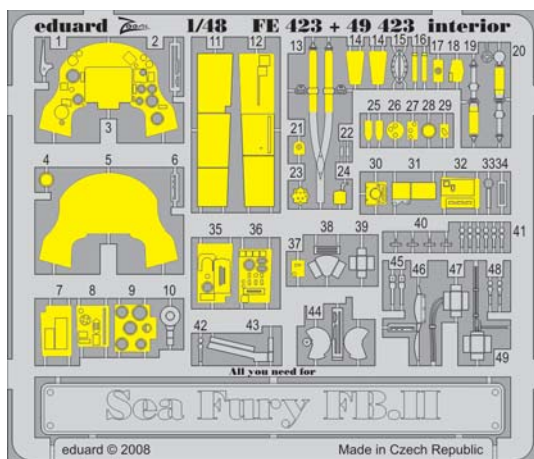 eduard Zoom 1/48 FE 423 + 49 423 interior
1 2 11 12 13 14 14 15 16 17 18 19 20
3
21 22
25 26 27 28 29
4 5 6
23 24
30 31 32 33 34
35 36 37 38 39 40 41
7 8 9 10
45 46 47 48
42 43 44
49
All you need for
Sea Fury FB.II
eduard © 2008 Made in Czech Republic